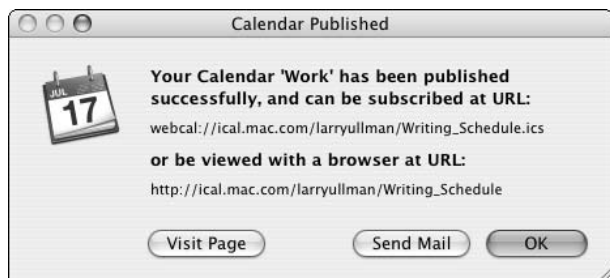 Calendar Published
JUL
17
Your Calendar 'Work' has been published
successfully, and can be subscribed at URL:
webcal://ical.mac.com/larryullman/Writing_Schedule.ics
or be viewed with a browser at URL:
http://ical.mac.com/larryullman/Writing_Schedule
Visit Page
Send Mail
OK